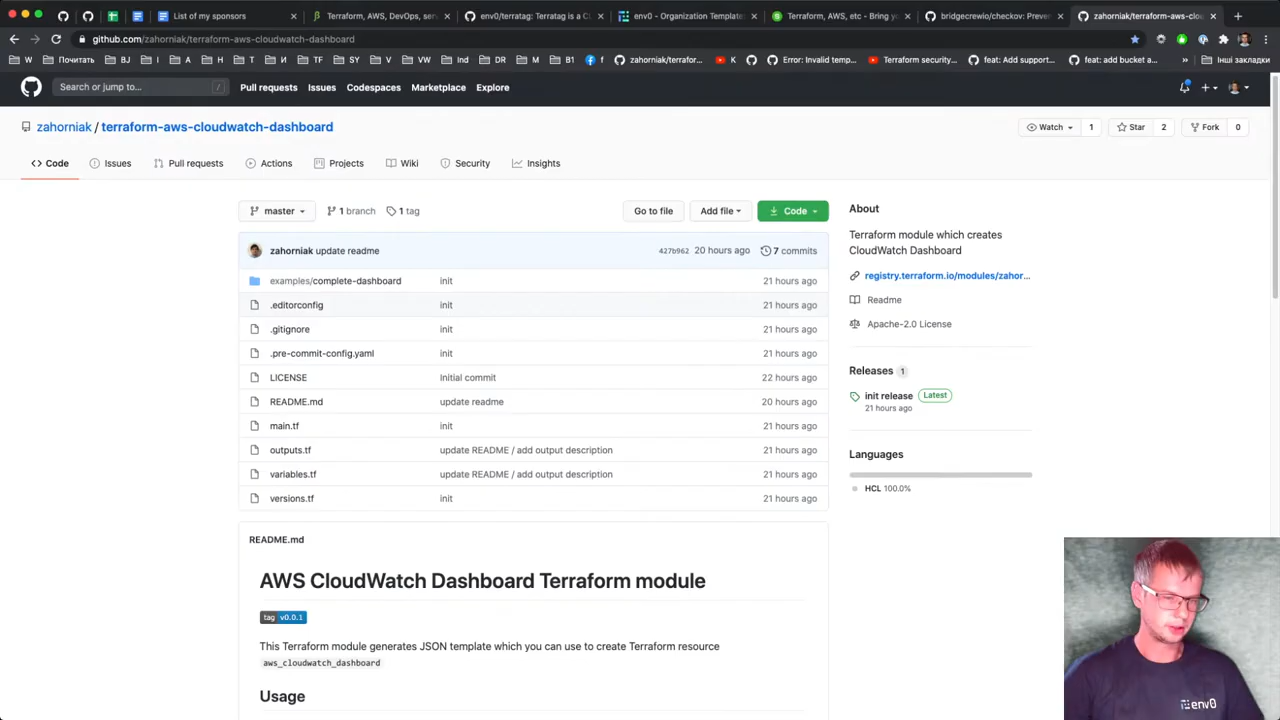 List of my sponsors
Terraform, AWS, DevOps, serv
env0/terratag: Terratag is a C
env0 - Organization Template
Terraform, AWS, etc - Bring yo
bridgecrewio/checkov: Preven
zahorniak/terraform-aws-clou
github.com/zahorniak/terraform-aws-cloudwatch-dashboard
W
Почитать
BJ
I
A
H
T
И
TF
SY
V
VW
Ind
DR
M
B1
f
zahorniak/terrafor...
K
Error: Invalid temp...
Terraform security...
feat: Add support...
feat: add bucket a...
»
Інші закладки
Search or jump to...
/
Pull requests
Issues
Codespaces
Marketplace
Explore
zahorniak / terraform-aws-cloudwatch-dashboard
Watch
1
Star
2
Fork
0
Code
Issues
Pull requests
Actions
Projects
Wiki
Security
Insights
master
1 branch
1 tag
Go to file
Add file
Code
zahorniak update readme
427b962
20 hours ago
7 commits
examples/complete-dashboard
init
21 hours ago
.editorconfig
init
21 hours ago
.gitignore
init
21 hours ago
.pre-commit-config.yaml
init
21 hours ago
LICENSE
Initial commit
22 hours ago
README.md
update readme
20 hours ago
main.tf
init
21 hours ago
outputs.tf
update README / add output description
21 hours ago
variables.tf
update README / add output description
21 hours ago
versions.tf
init
21 hours ago
README.md
AWS CloudWatch Dashboard Terraform module
tag v0.0.1
This Terraform module generates JSON template which you can use to create Terraform resource
aws_cloudwatch_dashboard
Usage
About
Terraform module which creates
CloudWatch Dashboard
registry.terraform.io/modules/zahor...
Readme
Apache-2.0 License
Releases 1
init release
Latest
21 hours ago
Languages
HCL 100.0%
env0